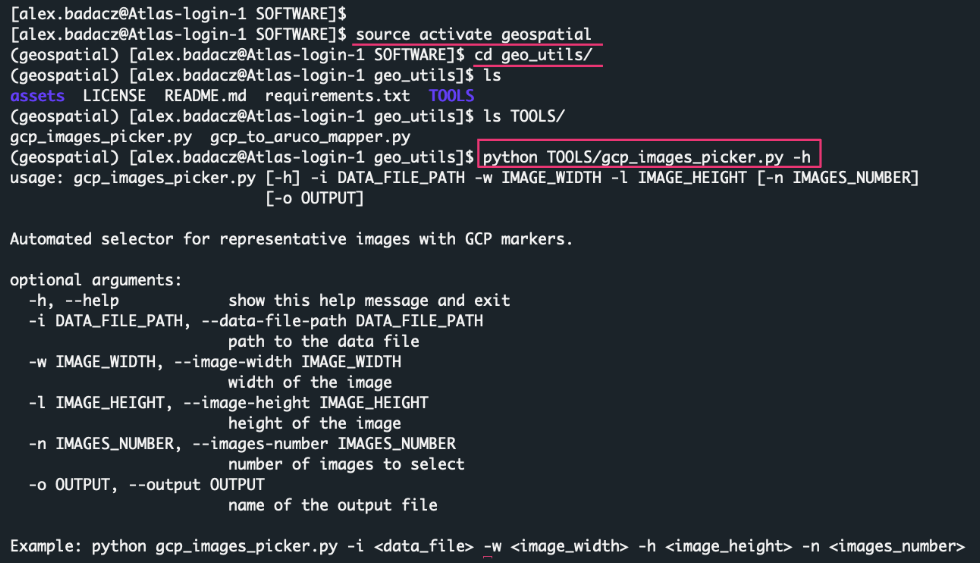 [alex.badacz@Atlas-login-1 SOFTWARE]$
[alex.badacz@Atlas-login-1 SOFTWARE]$ source activate geospatial
(geospatial) [alex.badacz@Atlas-login-1 SOFTWARE]$ cd geo_utils/
(geospatial) [alex.badacz@Atlas-login-1 geo_utils]$ ls
assets  LICENSE  README.md  requirements.txt  TOOLS
(geospatial) [alex.badacz@Atlas-login-1 geo_utils]$ ls TOOLS/
gcp_images_picker.py  gcp_to_aruco_mapper.py
(geospatial) [alex.badacz@Atlas-login-1 geo_utils]$ python TOOLS/gcp_images_picker.py -h
usage: gcp_images_picker.py [-h] -i DATA_FILE_PATH -w IMAGE_WIDTH -l IMAGE_HEIGHT [-n IMAGES_NUMBER]
                            [-o OUTPUT]

Automated selector for representative images with GCP markers.

optional arguments:
  -h, --help            show this help message and exit
  -i DATA_FILE_PATH, --data-file-path DATA_FILE_PATH
                        path to the data file
  -w IMAGE_WIDTH, --image-width IMAGE_WIDTH
                        width of the image
  -l IMAGE_HEIGHT, --image-height IMAGE_HEIGHT
                        height of the image
  -n IMAGES_NUMBER, --images-number IMAGES_NUMBER
                        number of images to select
  -o OUTPUT, --output OUTPUT
                        name of the output file

Example: python gcp_images_picker.py -i <data_file> -w <image_width> -h <image_height> -n <images_number>